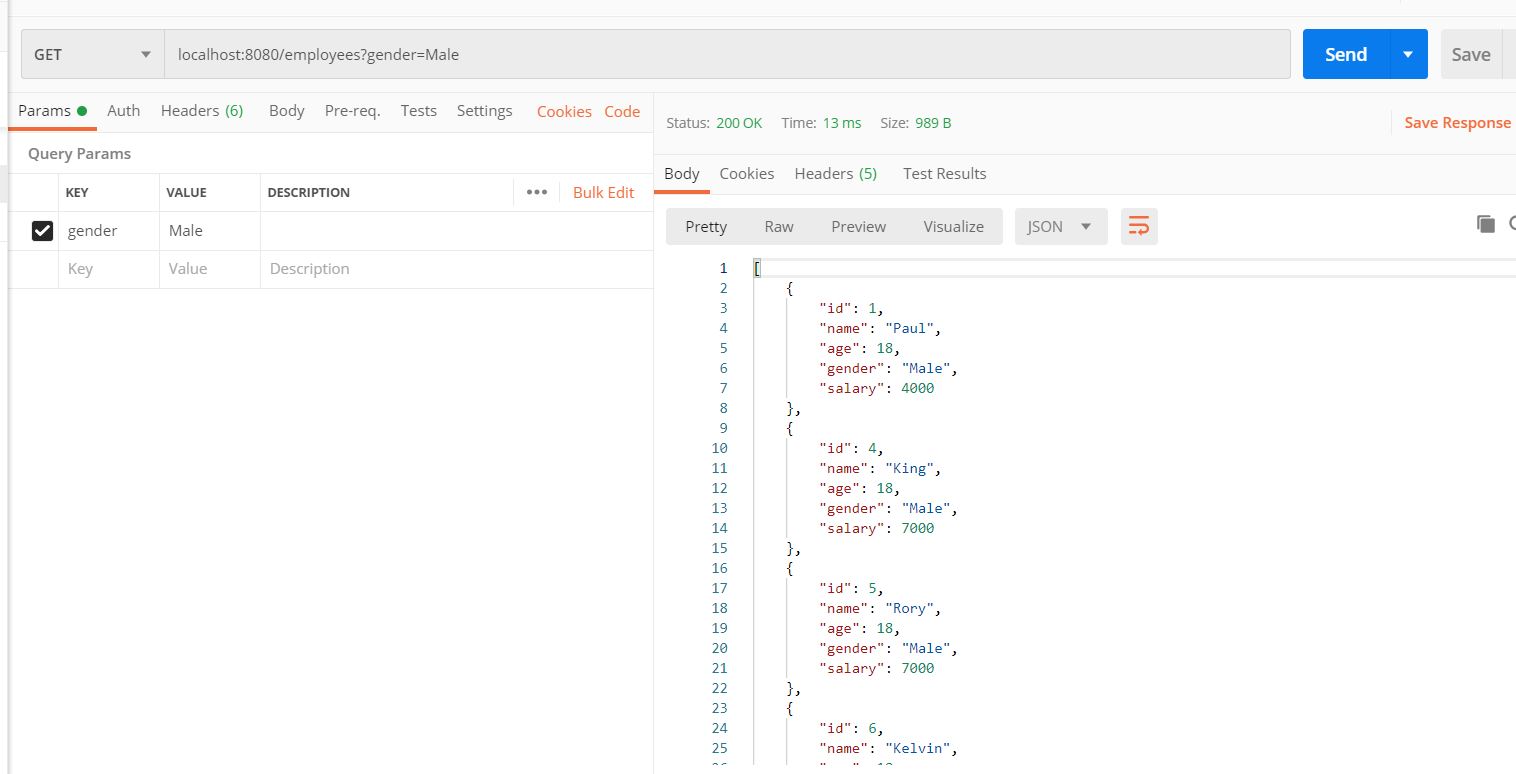 GET localhost:8080/employees?gender=Male Send Save
Params Auth Headers (6) Body Pre-req. Tests Settings Cookies Code
Query Params
KEY VALUE DESCRIPTION ••• Bulk Edit
gender Male
Key Value Description
Status: 200 OK Time: 13 ms Size: 989 B Save Response
Body Cookies Headers (5) Test Results
Pretty Raw Preview Visualize JSON
1 [
2 {
3 "id": 1,
4 "name": "Paul",
5 "age": 18,
6 "gender": "Male",
7 "salary": 4000
8 },
9 {
10 "id": 4,
11 "name": "King",
12 "age": 18,
13 "gender": "Male",
14 "salary": 7000
15 },
16 {
17 "id": 5,
18 "name": "Rory",
19 "age": 18,
20 "gender": "Male",
21 "salary": 7000
22 },
23 {
24 "id": 6,
25 "name": "Kelvin",